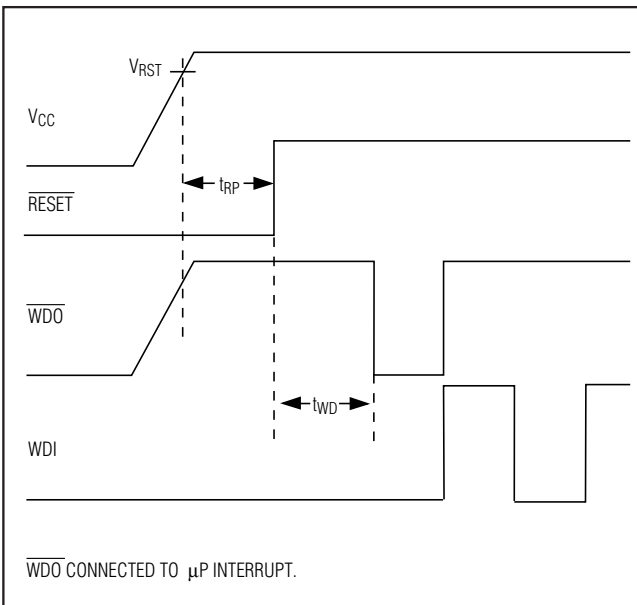 VRST
VCC
tRP
RESET
WDO
tWD
WDI
WDO CONNECTED TO μP INTERRUPT.